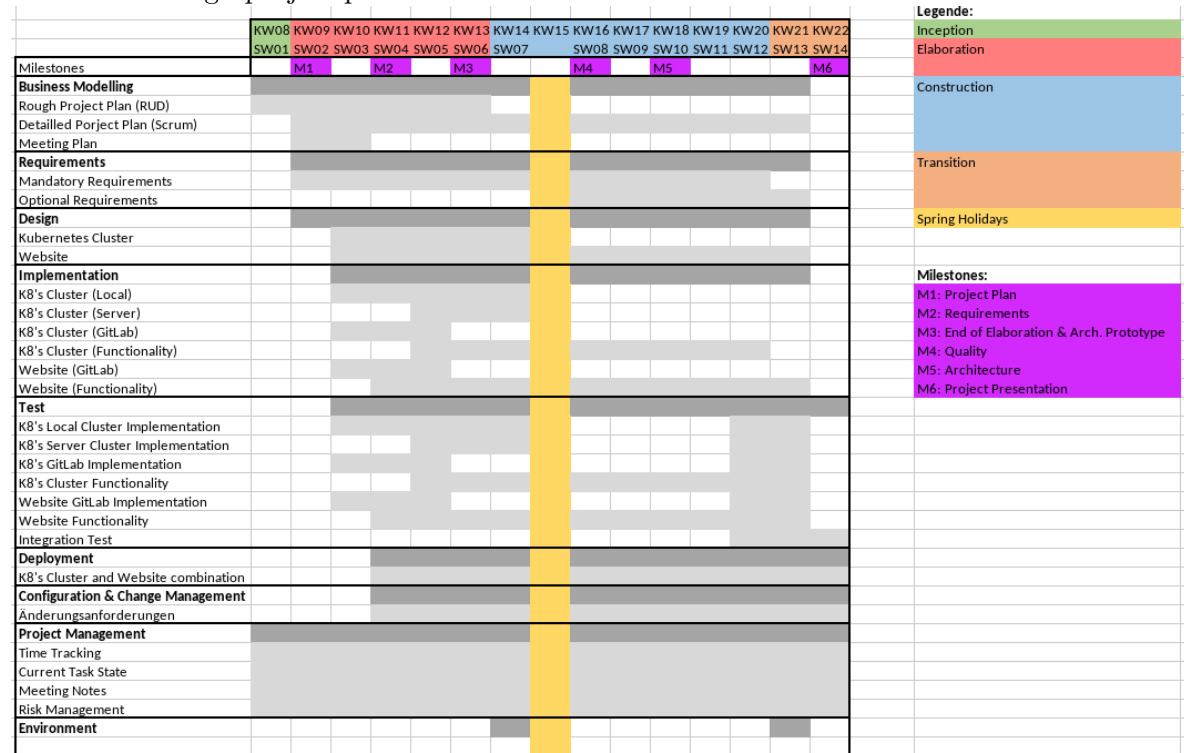 Legende:
KW08 KW09 KW10 KW11 KW12 KW13 KW14 KW15 KW16 KW17 KW18 KW19 KW20 KW21 KW22
Inception
SW01 SW02 SW03 SW04 SW05 SW06 SW07 SW08 SW09 SW10 SW11 SW12 SW13 SW14
Elaboration
Milestones M1 M2 M3 M4 M5 M6
Business Modelling
Construction
Rough Project Plan (RUD)
Detailled Porject Plan (Scrum)
Meeting Plan
Requirements
Transition
Mandatory Requirements
Optional Requirements
Design
Spring Holidays
Kubernetes Cluster
Website
Implementation
Milestones:
K8's Cluster (Local)
M1: Project Plan
K8's Cluster (Server)
M2: Requirements
K8's Cluster (GitLab)
M3: End of Elaboration & Arch. Prototype
K8's Cluster (Functionality)
M4: Quality
Website (GitLab)
M5: Architecture
Website (Functionality)
M6: Project Presentation
Test
K8's Local Cluster Implementation
K8's Server Cluster Implementation
K8's GitLab Implementation
K8's Cluster Functionality
Website GitLab Implementation
Website Functionality
Integration Test
Deployment
K8's Cluster and Website combination
Configuration & Change Management
Änderungsanforderungen
Project Management
Time Tracking
Current Task State
Meeting Notes
Risk Management
Environment